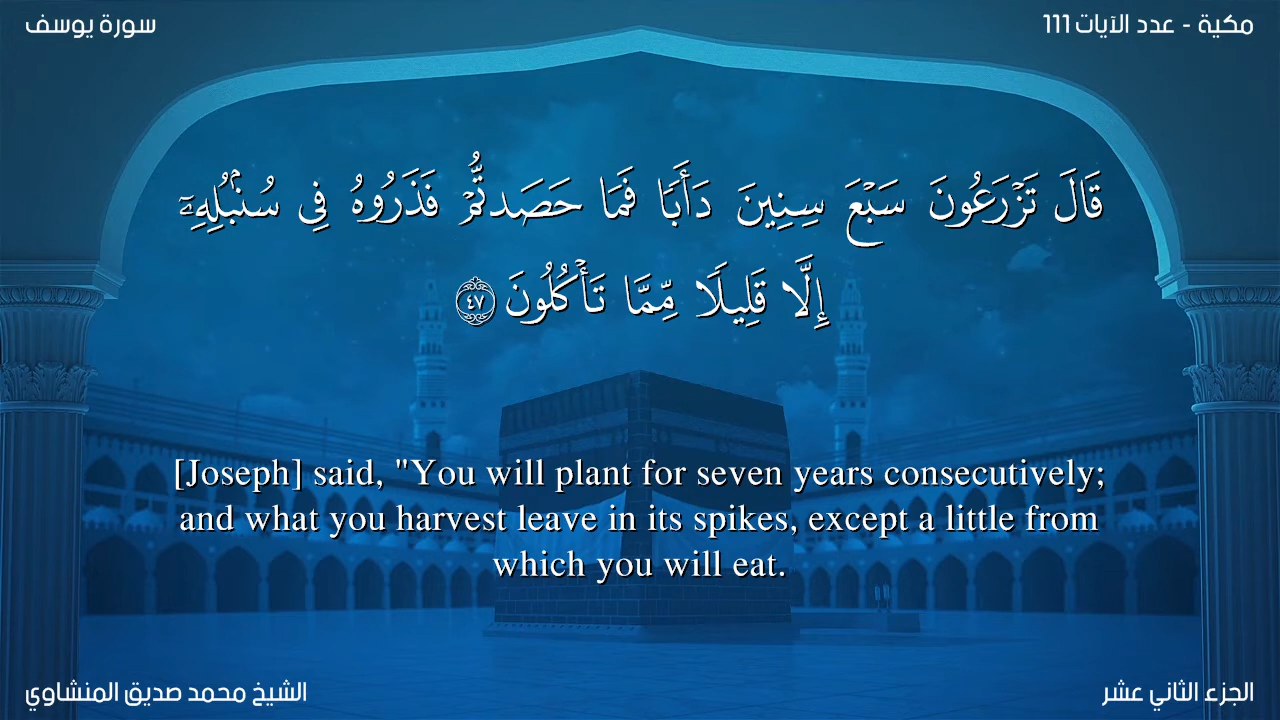 مكية - عدد الآيات 111
سورة يوسف
قَالَ تَزْرَعُونَ سَبْعَ سِنِينَ دَأَبًا فَمَا حَصَدتُّمْ فَذَرُوهُ فِى سُنۢبُلِهِۦٓ
إِلَّا قَلِيلًا مِّمَّا تَأْكُلُونَ ٤٧
[Joseph] said, "You will plant for seven years consecutively;
and what you harvest leave in its spikes, except a little from
which you will eat.
الجزء الثاني عشر
الشيخ محمد صديق المنشاوي